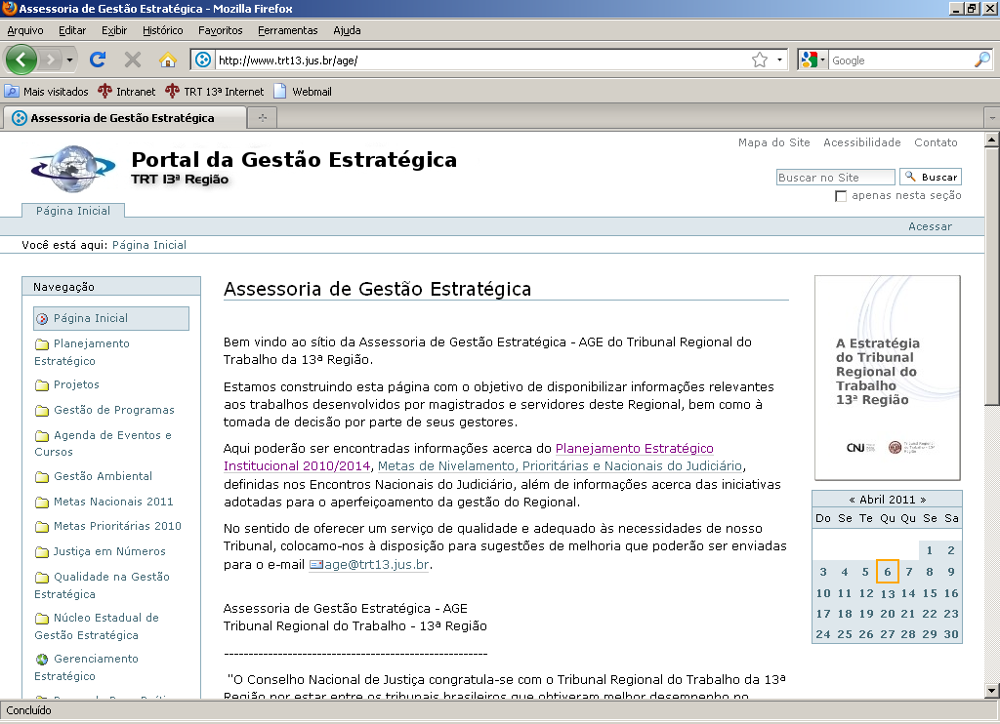 Assessoria de Gestão Estratégica - Mozilla Firefox
Arquivo Editar Exibir Histórico Favoritos Ferramentas Ajuda
http://www.trt13.jus.br/age/
Google
Mais visitados Intranet TRT 13ª Internet Webmail
Assessoria de Gestão Estratégica
Mapa do Site Acessibilidade Contato
Portal da Gestão Estratégica
TRT 13ª Região
Buscar no Site Buscar
apenas nesta seção
Página Inicial
Acessar
Você está aqui: Página Inicial
Navegação
Página Inicial
Planejamento
Estratégico
Projetos
Gestão de Programas
Agenda de Eventos e
Cursos
Gestão Ambiental
Metas Nacionais 2011
Metas Prioritárias 2010
Justiça em Números
Qualidade na Gestão
Estratégica
Núcleo Estadual de
Gestão Estratégica
Gerenciamento
Estratégico
Assessoria de Gestão Estratégica
Bem vindo ao sítio da Assessoria de Gestão Estratégica - AGE do Tribunal Regional do
Trabalho da 13ª Região.
Estamos construindo esta página com o objetivo de disponibilizar informações relevantes
aos trabalhos desenvolvidos por magistrados e servidores deste Regional, bem como à
tomada de decisão por parte de seus gestores.
Aqui poderão ser encontradas informações acerca do Planejamento Estratégico
Institucional 2010/2014, Metas de Nivelamento, Prioritárias e Nacionais do Judiciário,
definidas nos Encontros Nacionais do Judiciário, além de informações acerca das iniciativas
adotadas para o aperfeiçoamento da gestão do Regional.
No sentido de oferecer um serviço de qualidade e adequado às necessidades de nosso
Tribunal, colocamo-nos à disposição para sugestões de melhoria que poderão ser enviadas
para o e-mail age@trt13.jus.br.
Assessoria de Gestão Estratégica - AGE
Tribunal Regional do Trabalho - 13ª Região
------------------------------------------------------
"O Conselho Nacional de Justiça congratula-se com o Tribunal Regional do Trabalho da 13ª
Região por estar entre os tribunais brasileiros que obtiveram melhor desempenho no
A Estratégia
do Tribunal
Regional do
Trabalho
13ª Região
CNJ
« Abril 2011 »
Do Se Te Qu Qu Se Sa
1 2
3 4 5 6 7 8 9
10 11 12 13 14 15 16
17 18 19 20 21 22 23
24 25 26 27 28 29 30
Concluído